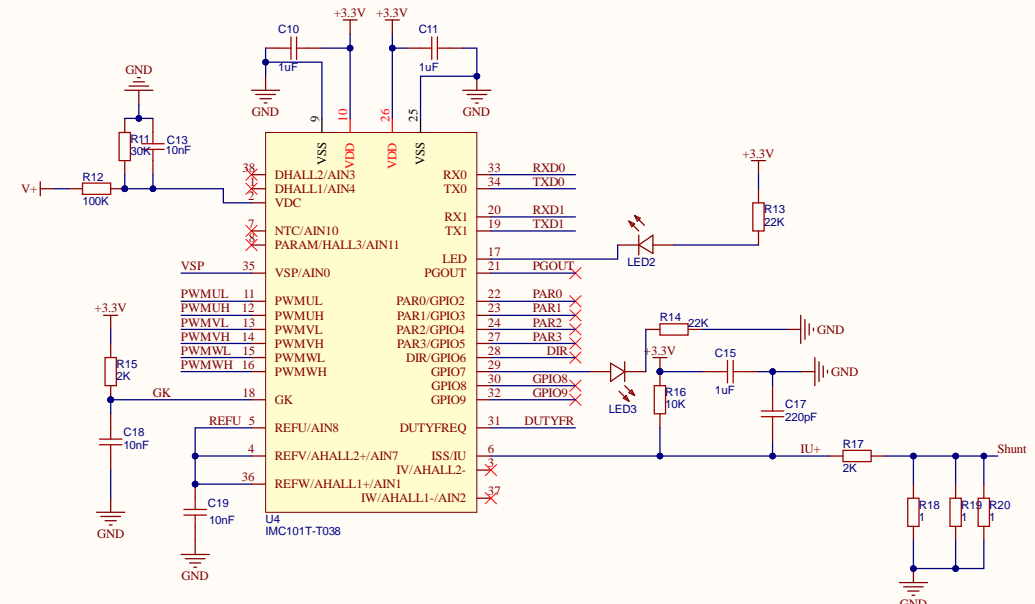 +3.3V +3.3V
C10 C11
1uF 1uF
GND GND
GND
R11 C13
30K 10nF
R12
V+
100K
9 10 26 25
VSS VDD VDD VSS
38 DHALL2/AIN3
DHALL1/AIN4
2 VDC
7 NTC/AIN10
PARAM/HALL3/AIN11
VSP 35 VSP/AIN0
PWMUL 11 PWMUL
PWMUH 12 PWMUH
PWMVL 13 PWMVL
PWMVH 14 PWMVH
PWMWL 15 PWMWL
PWMWH 16 PWMWH
GK 18 GK
REFU 5 REFU/AIN8
4 REFV/AHALL2+/AIN7
36 REFW/AHALL1+/AIN1
RX0 33 RXD0
TX0 34 TXD0
RX1 20 RXD1
TX1 19 TXD1
LED 17
PGOUT 21 PGOUT
PAR0/GPIO2 22 PAR0
PAR1/GPIO3 23 PAR1
PAR2/GPIO4 24 PAR2
PAR3/GPIO5 27 PAR3
DIR/GPIO6 28 DIR
GPIO7 29
GPIO8 30 GPIO8
GPIO9 32 GPIO9
DUTYFREQ 31 DUTYFR
ISS/IU 6
IV/AHALL2- 3
IW/AHALL1-/AIN2 37
U4
IMC101T-T038
+3.3V
R15
2K
C18
10nF
GND
C19
10nF
GND
+3.3V
R13
22K
LED2
R14 22K
GND
LED3
+3.3V
R16
10K
C15
1uF
GND
C17
220pF
IU+
R17
2K
Shunt
R18 R19 R20
1 1 1
GND